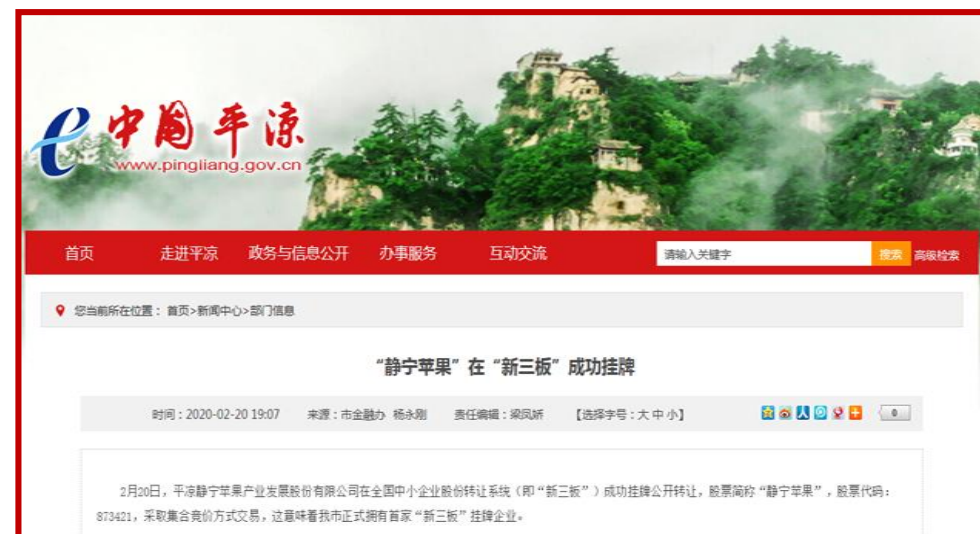 中国平凉
www.pingliang.gov.cn
首页 走进平凉 政务与信息公开 办事服务 互动交流 请输入关键字 搜索 高级检索
您当前所在位置：首页>新闻中心>部门信息
“静宁苹果”在“新三板”成功挂牌
时间：2020-02-20 19:07 来源：市金融办 杨永刚 责任编辑：梁凤娇 【选择字号：大 中 小】 0
2月20日，平凉静宁苹果产业发展股份有限公司在全国中小企业股份转让系统（即“新三板”）成功挂牌公开转让，股票简称“静宁苹果”，股票代码：
873421，采取集合竞价方式交易，这意味着我市正式拥有首家“新三板”挂牌企业。